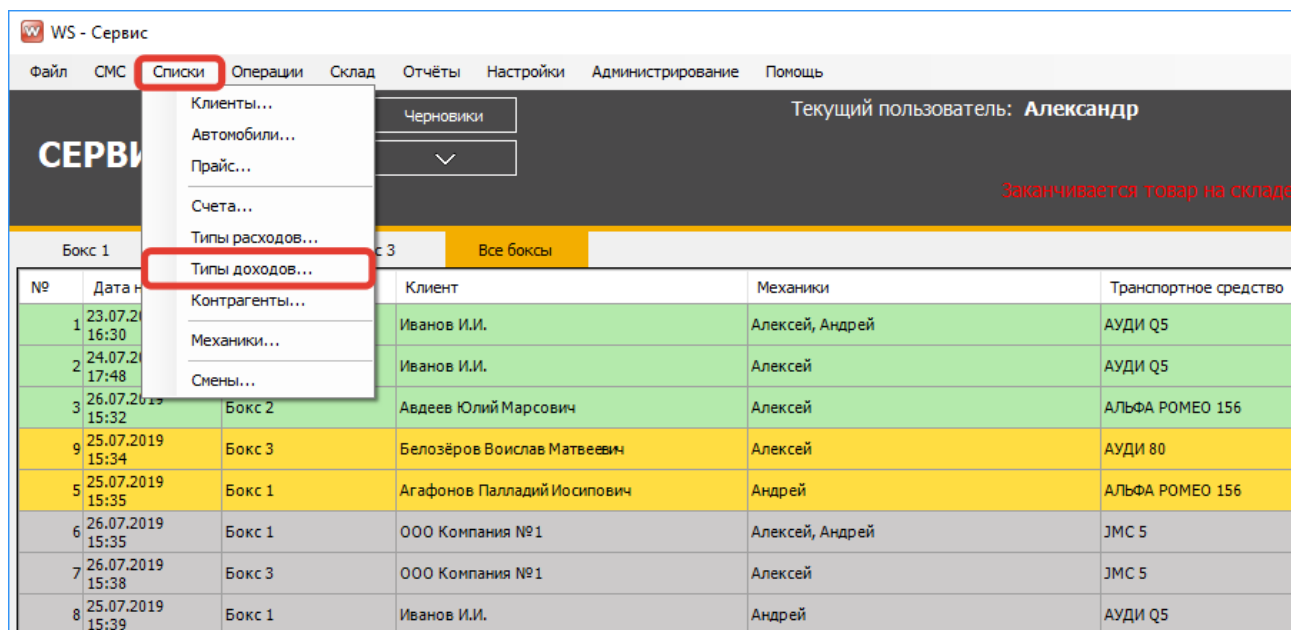 WS - Сервис
Файл СМС Списки Операции Склад Отчёты Настройки Администрирование Помощь
Клиенты...
Автомобили...
Прайс...
Счета...
Типы расходов...
Типы доходов...
Контрагенты...
Механики...
Смены...
Черновики
Текущий пользователь: Александр
Заканчивается товар на складе
Бокс 1 с 3 Все боксы
№ Дата н Клиент Механики Транспортное средство
1 23.07.2 16:30 Иванов И.И. Алексей, Андрей АУДИ Q5
2 24.07.2 17:48 Иванов И.И. Алексей АУДИ Q5
3 26.07.2019 15:32 Бокс 2 Авдеев Юлий Марсович Алексей АЛЬФА РОМЕО 156
9 25.07.2019 15:34 Бокс 3 Белозёров Воислав Матвеевич Алексей АУДИ 80
5 25.07.2019 15:35 Бокс 1 Агафонов Палладий Иосипович Андрей АЛЬФА РОМЕО 156
6 26.07.2019 15:35 Бокс 1 ООО Компания №1 Алексей, Андрей JMC 5
7 26.07.2019 15:38 Бокс 3 ООО Компания №1 Алексей JMC 5
8 25.07.2019 15:39 Бокс 1 Иванов И.И. Андрей АУДИ Q5